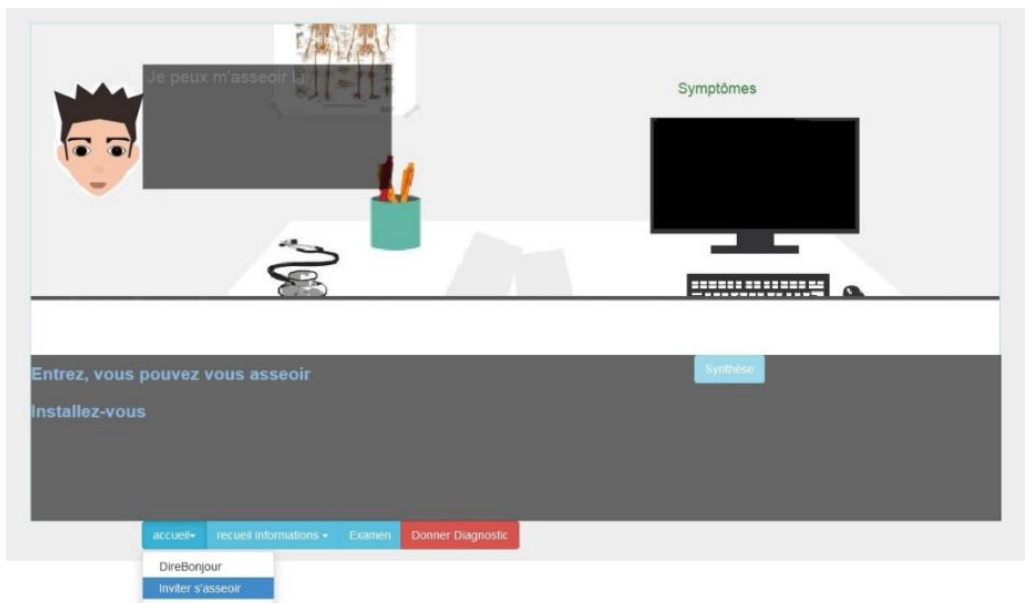 Je peux m'asseoir là
Symptômes
Entrez, vous pouvez vous asseoir
Synthèse
Installez-vous
accueil
recueil informations
Examen
Donner Diagnostic
DireBonjour
Inviter s'asseoir